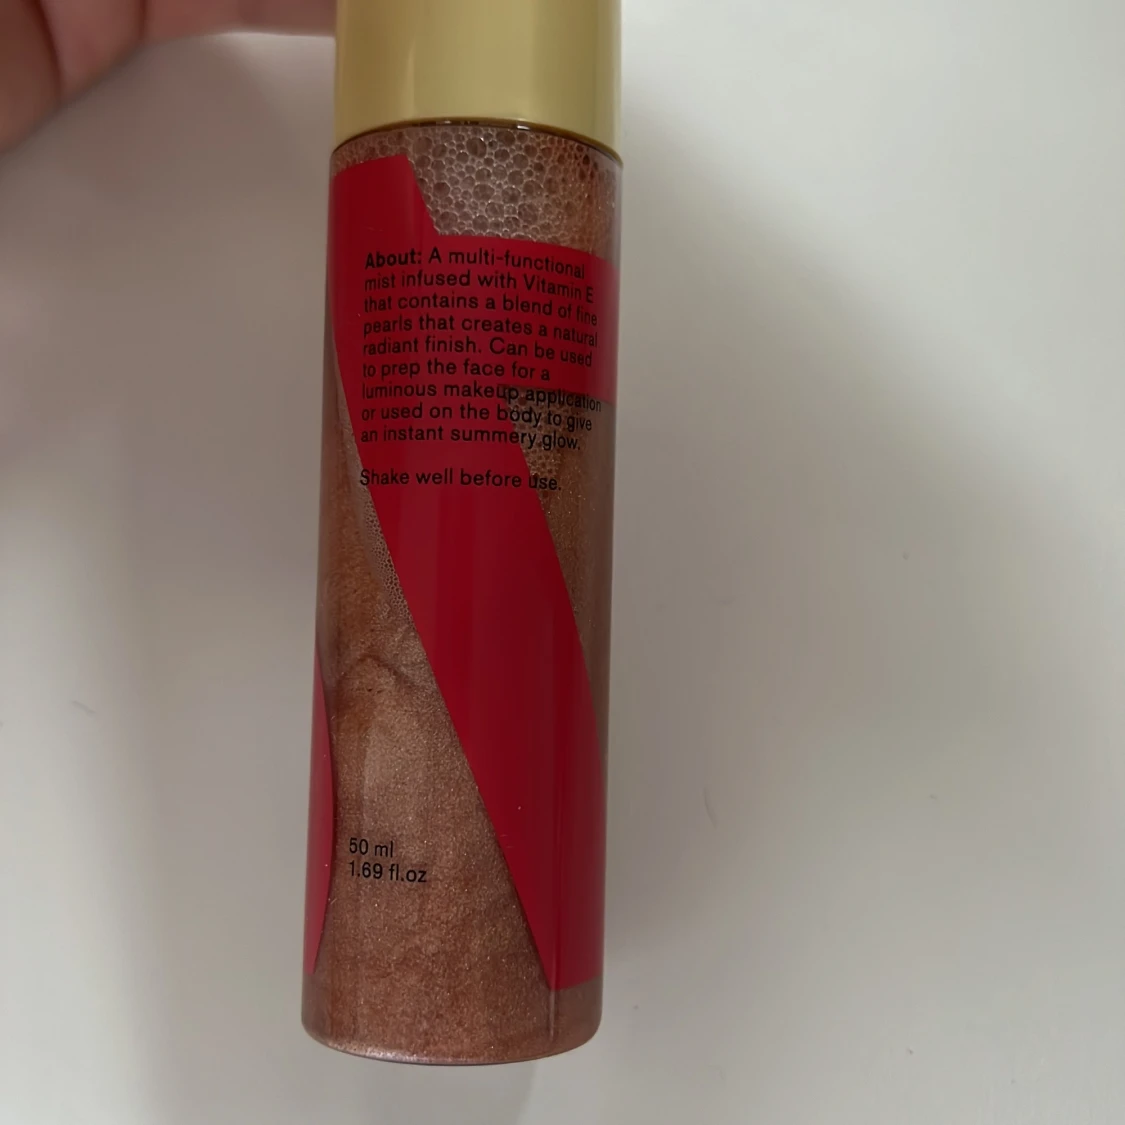 About: A multi-functional
mist infused with Vitamin E
that contains a blend of fine
pearls that creates a natural
radiant finish. Can be used
to prep the face for a
luminous makeup application
or used on the body to give
an instant summery glow.
Shake well before use.
50 ml
1.69 fl.oz